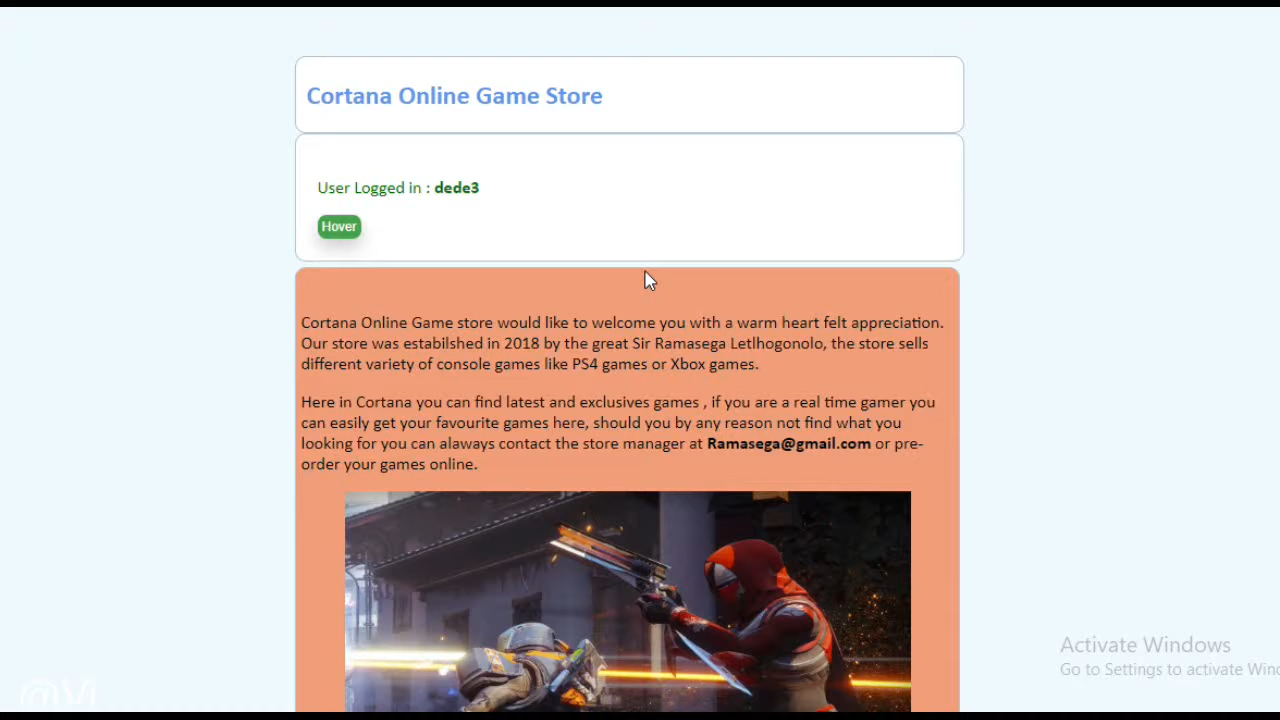 Cortana Online Game Store
User Logged in : dede3
Hover
Cortana Online Game store would like to welcome you with a warm heart felt appreciation.
Our store was estabilshed in 2018 by the great Sir Ramasega Letlhogonolo, the store sells
different variety of console games like PS4 games or Xbox games.
Here in Cortana you can find latest and exclusives games , if you are a real time gamer you
can easily get your favourite games here, should you by any reason not find what you
looking for you can alaways contact the store manager at Ramasega@gmail.com or pre-
order your games online.
Activate Windows
Go to Settings to activate